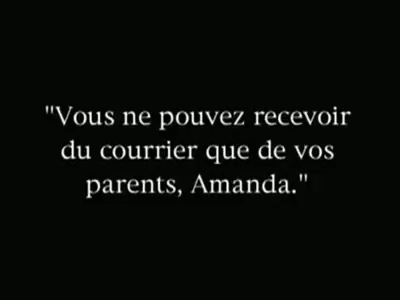 "Vous ne pouvez recevoir
du courrier que de vos
parents, Amanda."